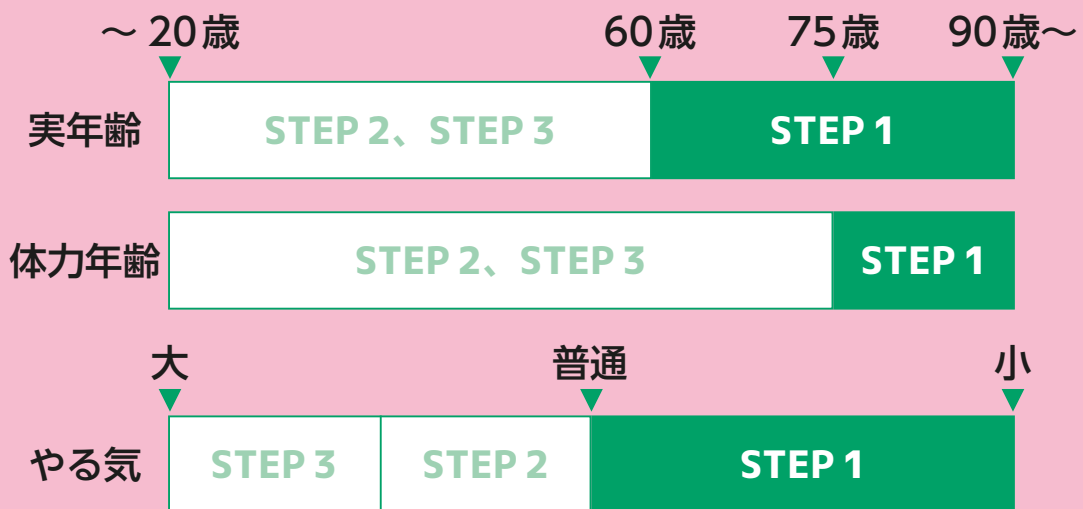 ～20歳 60歳 75歳 90歳～
実年齢 STEP 2、STEP 3 STEP 1
体力年齢 STEP 2、STEP 3 STEP 1
大 普通 小
やる気 STEP 3 STEP 2 STEP 1